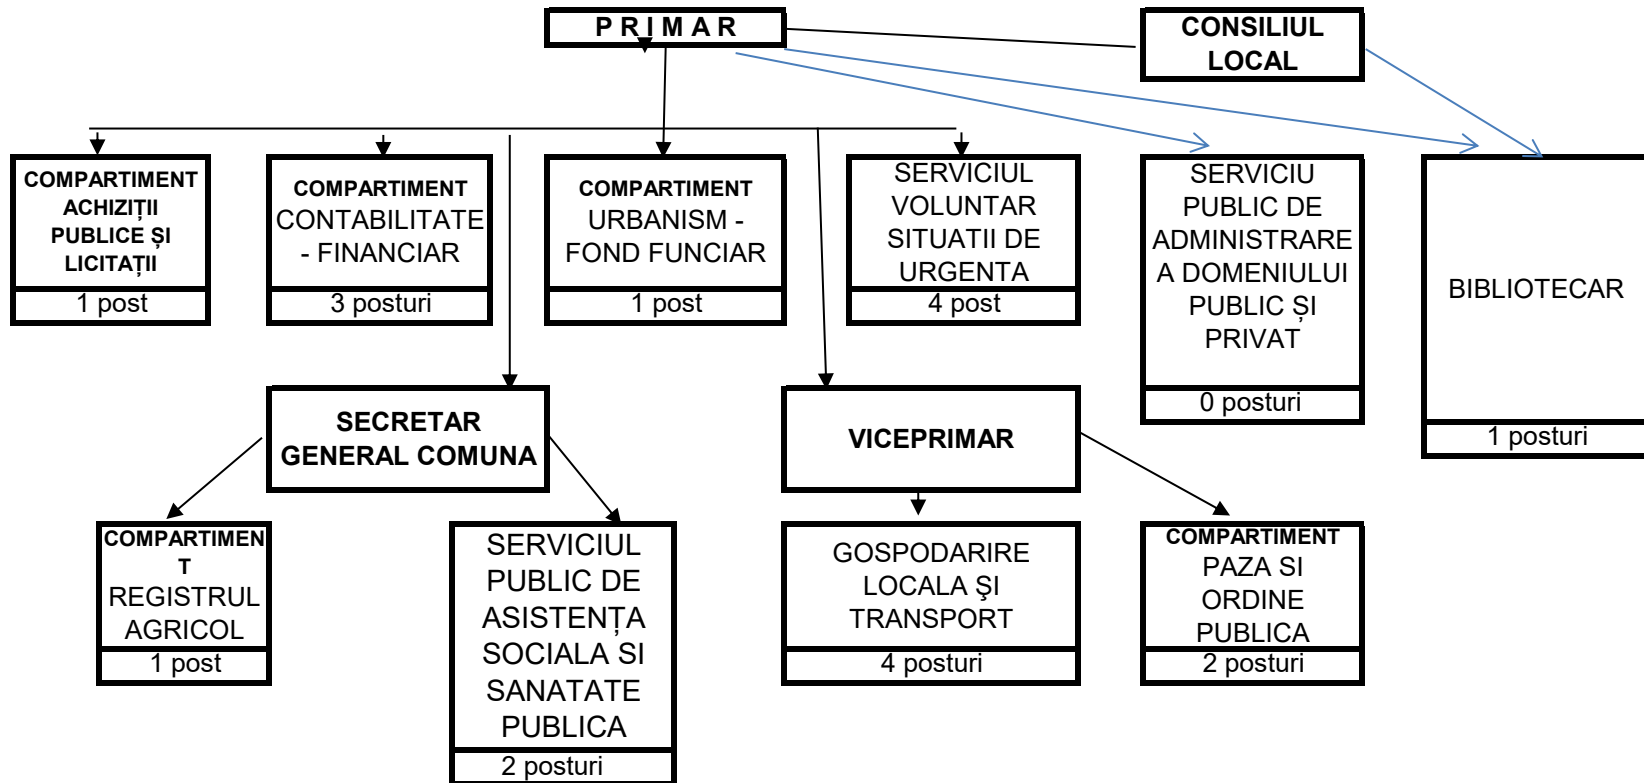 P R I M A R
CONSILIUL
LOCAL
COMPARTIMENT
ACHIZIȚII
PUBLICE ȘI
LICITAȚII
1 post
COMPARTIMENT
CONTABILITATE
- FINANCIAR
3 posturi
COMPARTIMENT
URBANISM -
FOND FUNCIAR
1 post
SERVICIUL
VOLUNTAR
SITUATII DE
URGENTA
4 post
SERVICIU
PUBLIC DE
ADMINISTRARE
A DOMENIULUI
PUBLIC ȘI
PRIVAT
0 posturi
BIBLIOTECAR
1 posturi
SECRETAR
GENERAL COMUNA
VICEPRIMAR
COMPARTIMEN
T
REGISTRUL
AGRICOL
1 post
SERVICIUL
PUBLIC DE
ASISTENȚA
SOCIALA SI
SANATATE
PUBLICA
2 posturi
GOSPODARIRE
LOCALA ŞI
TRANSPORT
4 posturi
COMPARTIMENT
PAZA SI
ORDINE
PUBLICA
2 posturi